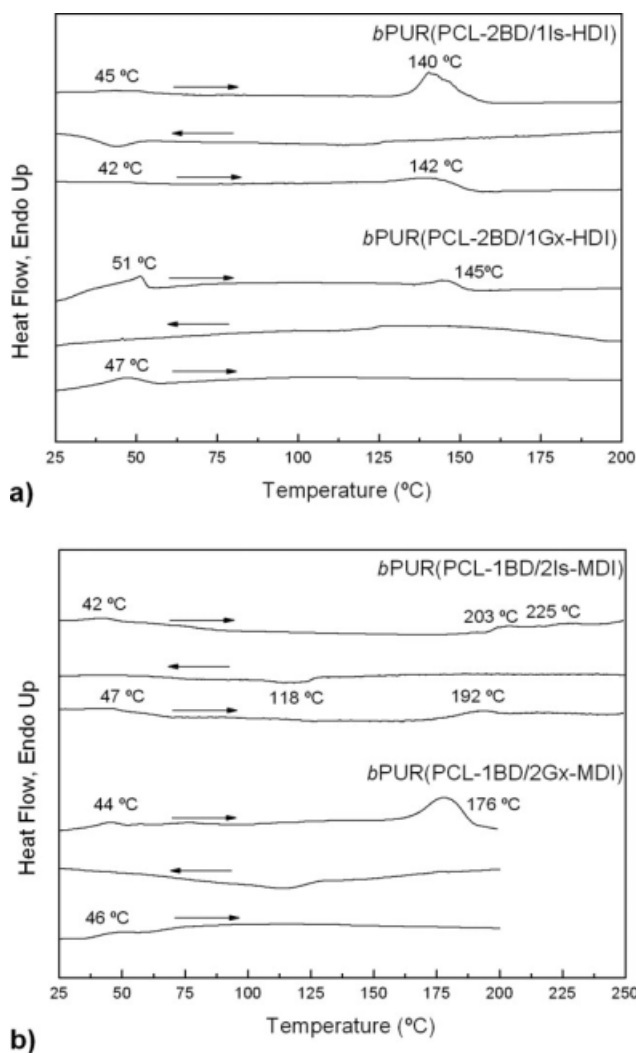 bPUR(PCL-2BD/1Is-HDI)
45 ºC
140 ºC
42 ºC
142 ºC
bPUR(PCL-2BD/1Gx-HDI)
51 ºC
145ºC
47 ºC
Heat Flow, Endo Up
25 50 75 100 125 150 175 200
a)
Temperature (ºC)
bPUR(PCL-1BD/2Is-MDI)
42 ºC
203 ºC 225 ºC
47 ºC
118 ºC
192 ºC
bPUR(PCL-1BD/2Gx-MDI)
44 ºC
176 ºC
46 ºC
Heat Flow, Endo Up
25 50 75 100 125 150 175 200 225 250
Temperature (ºC)
b)